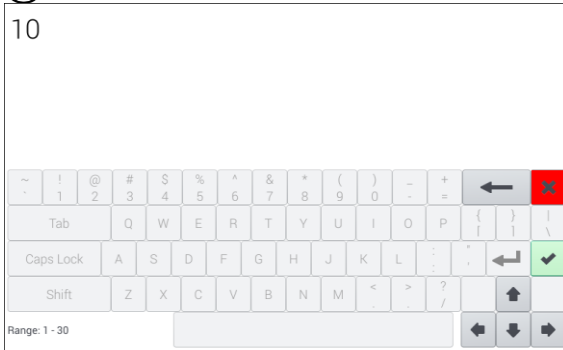 10
~ ! @ # $ % ^ & * ( ) _ +
` 1 2 3 4 5 6 7 8 9 0 - =
Tab Q W E R T Y U I O P { } |
[ ] \
Caps Lock A S D F G H J K L : "
; '
Shift Z X C V B N M < > ?
, . /
Range: 1 - 30